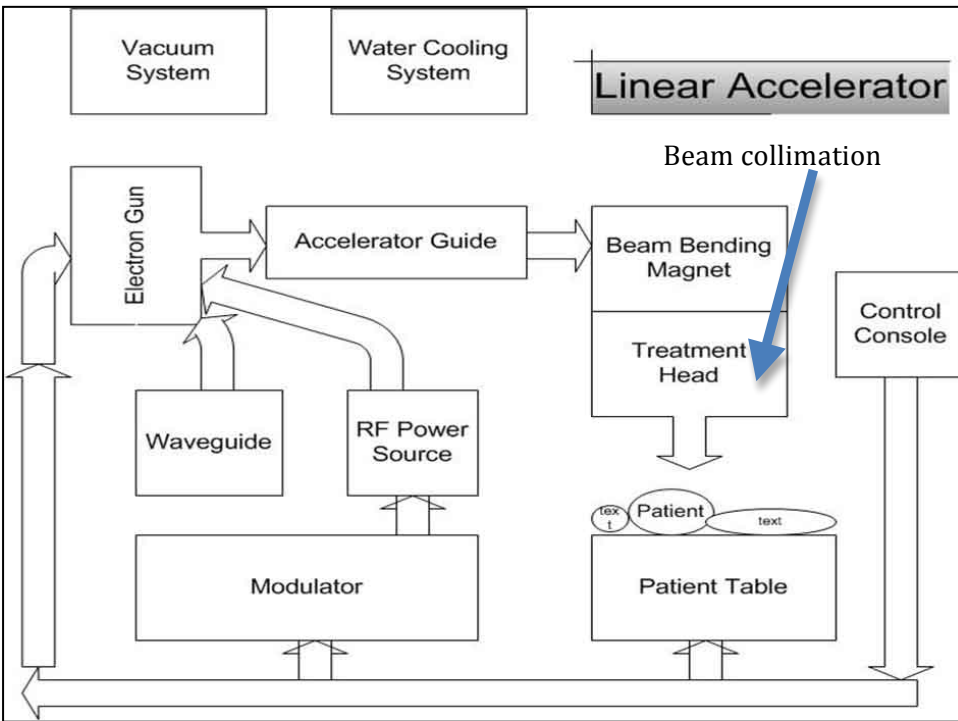 Vacuum
System
Water Cooling
System
Linear Accelerator
Beam collimation
Electron Gun
Accelerator Guide
Beam Bending
Magnet
Control
Console
Treatment
Head
Waveguide
RF Power
Source
tex
t
Patient
text
Modulator
Patient Table